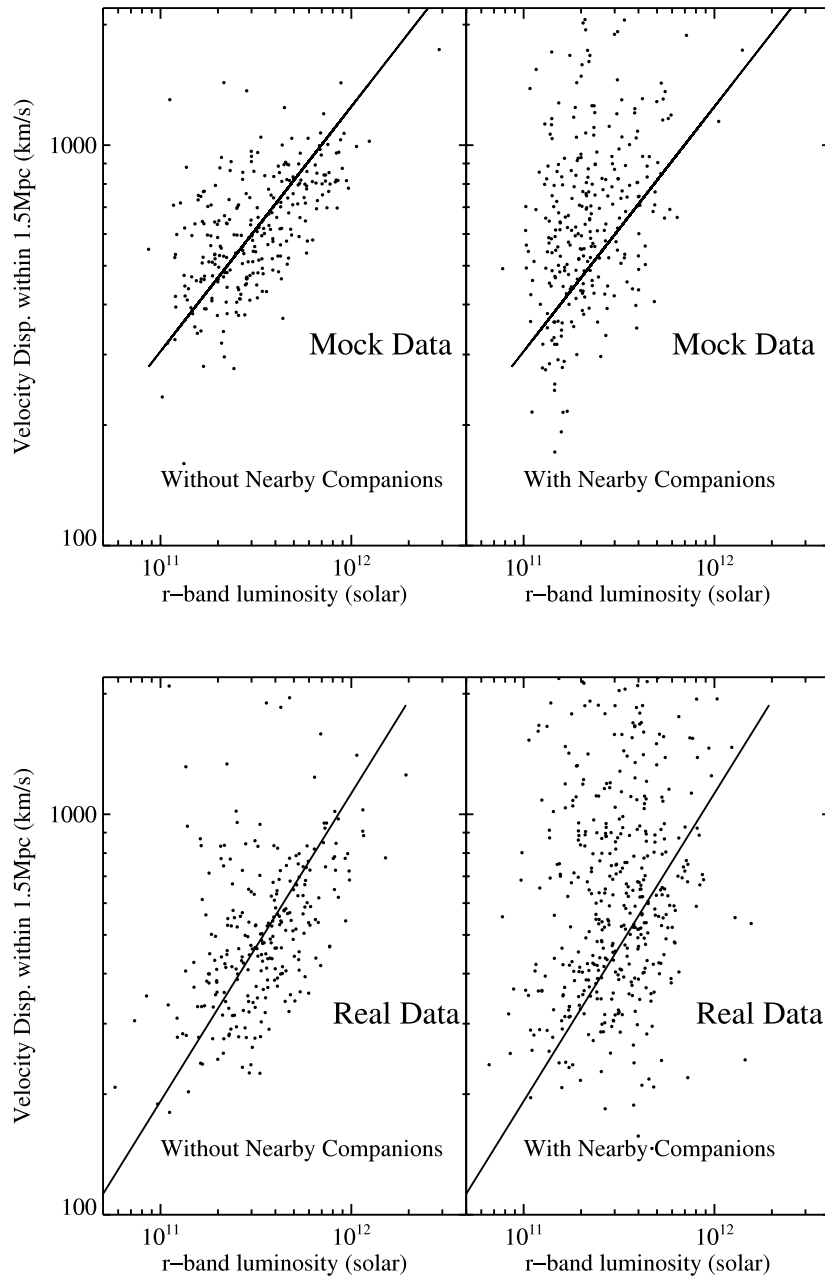 Velocity Disp. within 1.5Mpc (km/s)
1000
100
Mock Data
Mock Data
Without Nearby Companions
With Nearby Companions
10^11
10^12
10^11
10^12
r−band luminosity (solar)
r−band luminosity (solar)
Velocity Disp. within 1.5Mpc (km/s)
1000
100
Real Data
Real Data
Without Nearby Companions
With Nearby Companions
10^11
10^12
10^11
10^12
r−band luminosity (solar)
r−band luminosity (solar)